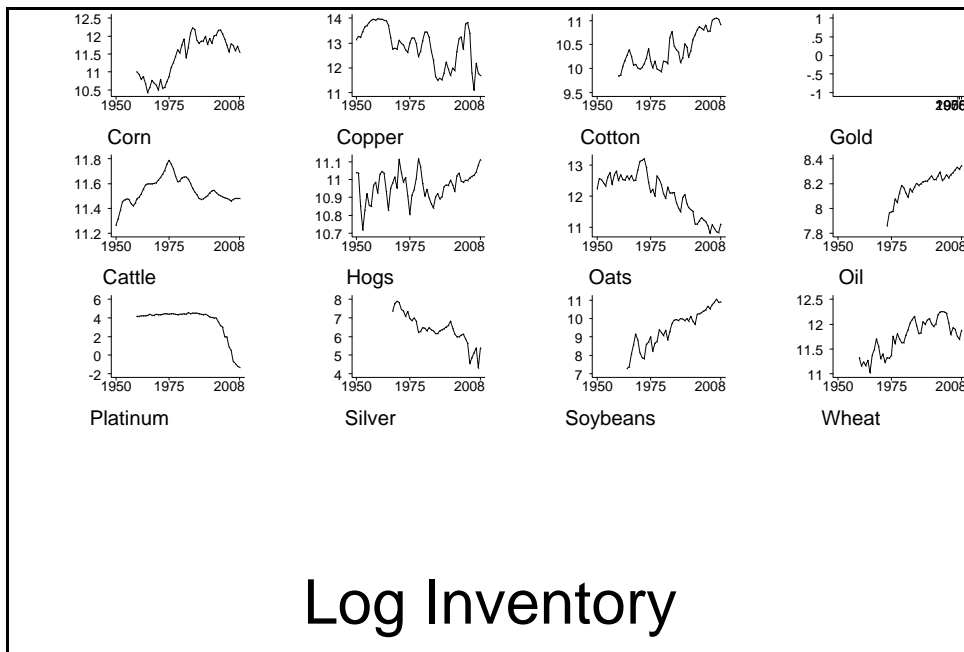 12.5
12
11.5
11
10.5
1950 1975 2008
Corn
14
13
12
11
1950 1975 2008
Copper
11
10.5
10
9.5
1950 1975 2008
Cotton
1
.5
0
-.5
-1
Gold
11.8
11.6
11.4
11.2
1950 1975 2008
Cattle
11.1
11
10.9
10.8
10.7
1950 1975 2008
Hogs
13
12
11
1950 1975 2008
Oats
8.4
8.2
8
7.8
1950 1975 2008
Oil
6
4
2
0
-2
1950 1975 2008
Platinum
8
7
6
5
4
1950 1975 2008
Silver
11
10
9
8
7
1950 1975 2008
Soybeans
12.5
12
11.5
11
1950 1975 2008
Wheat
Log Inventory